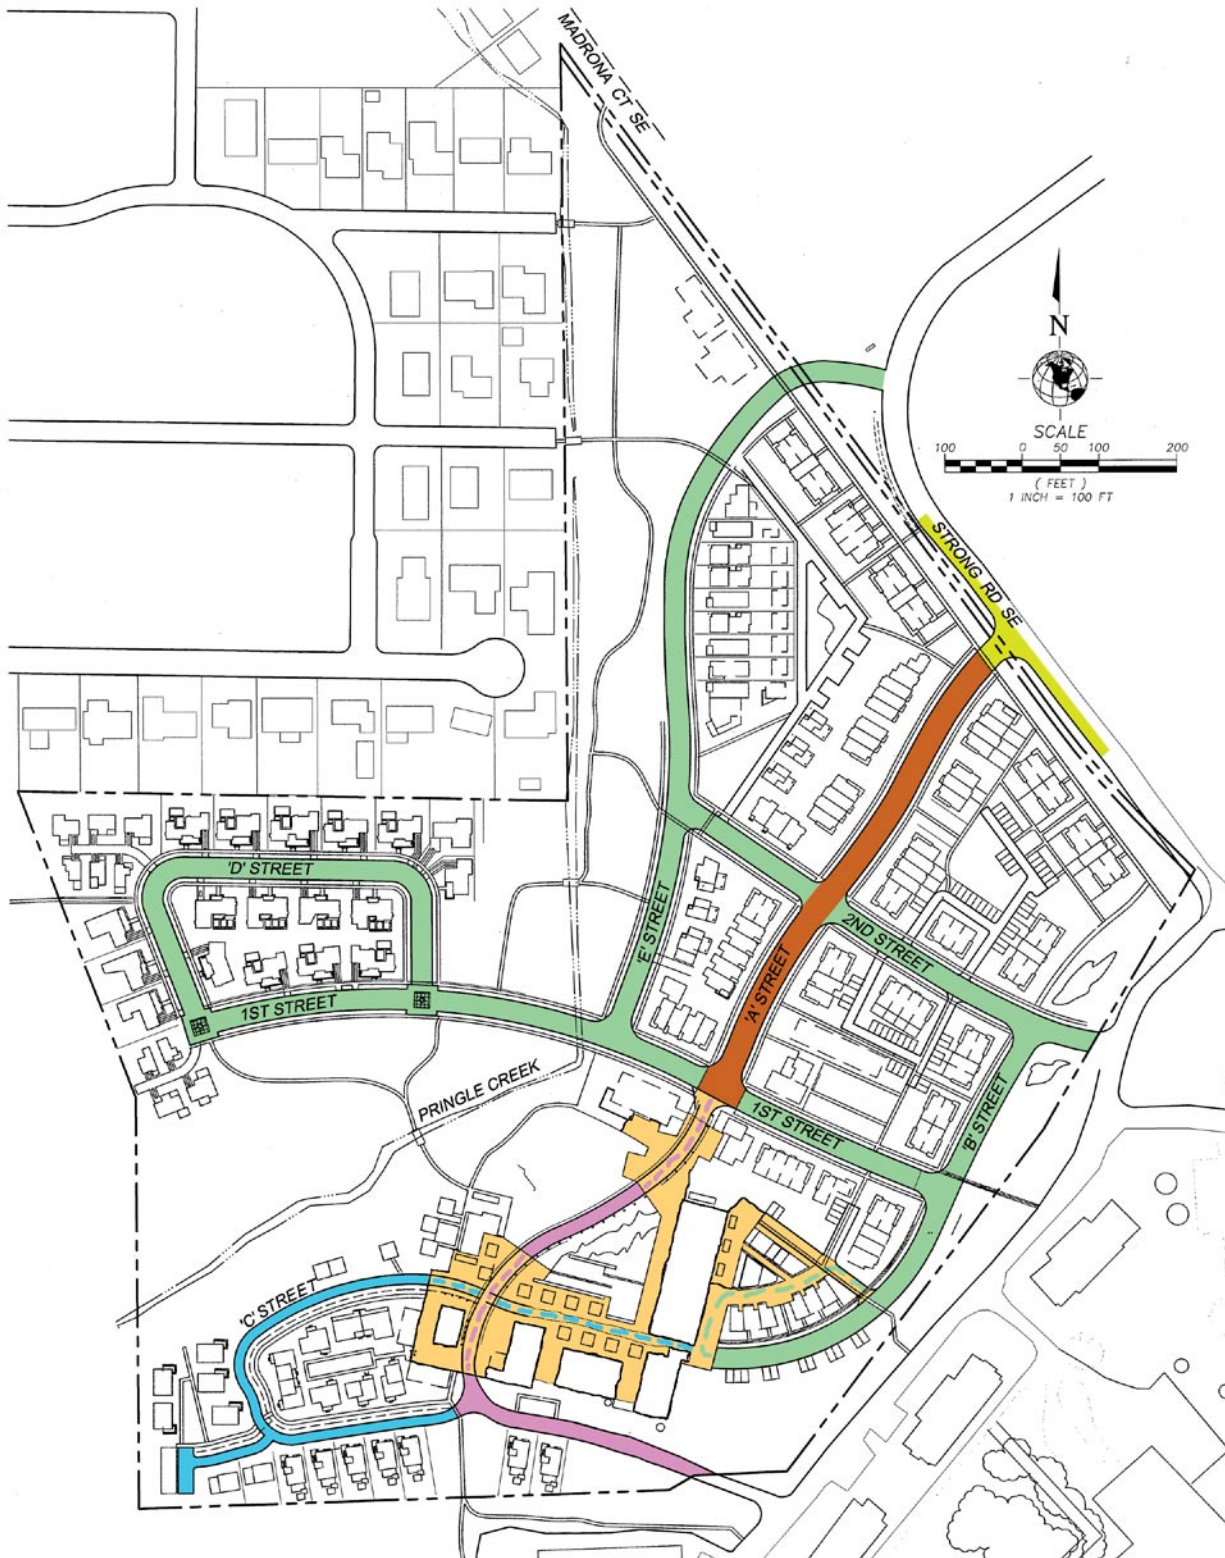 MADRONA CT SE
N
SCALE
100 0 50 100 200
( FEET )
1 INCH = 100 FT
STRONG RD SE
'D' STREET
'E' STREET
2ND STREET
'A' STREET
1ST STREET
PRINGLE CREEK
1ST STREET
'B' STREET
'C' STREET